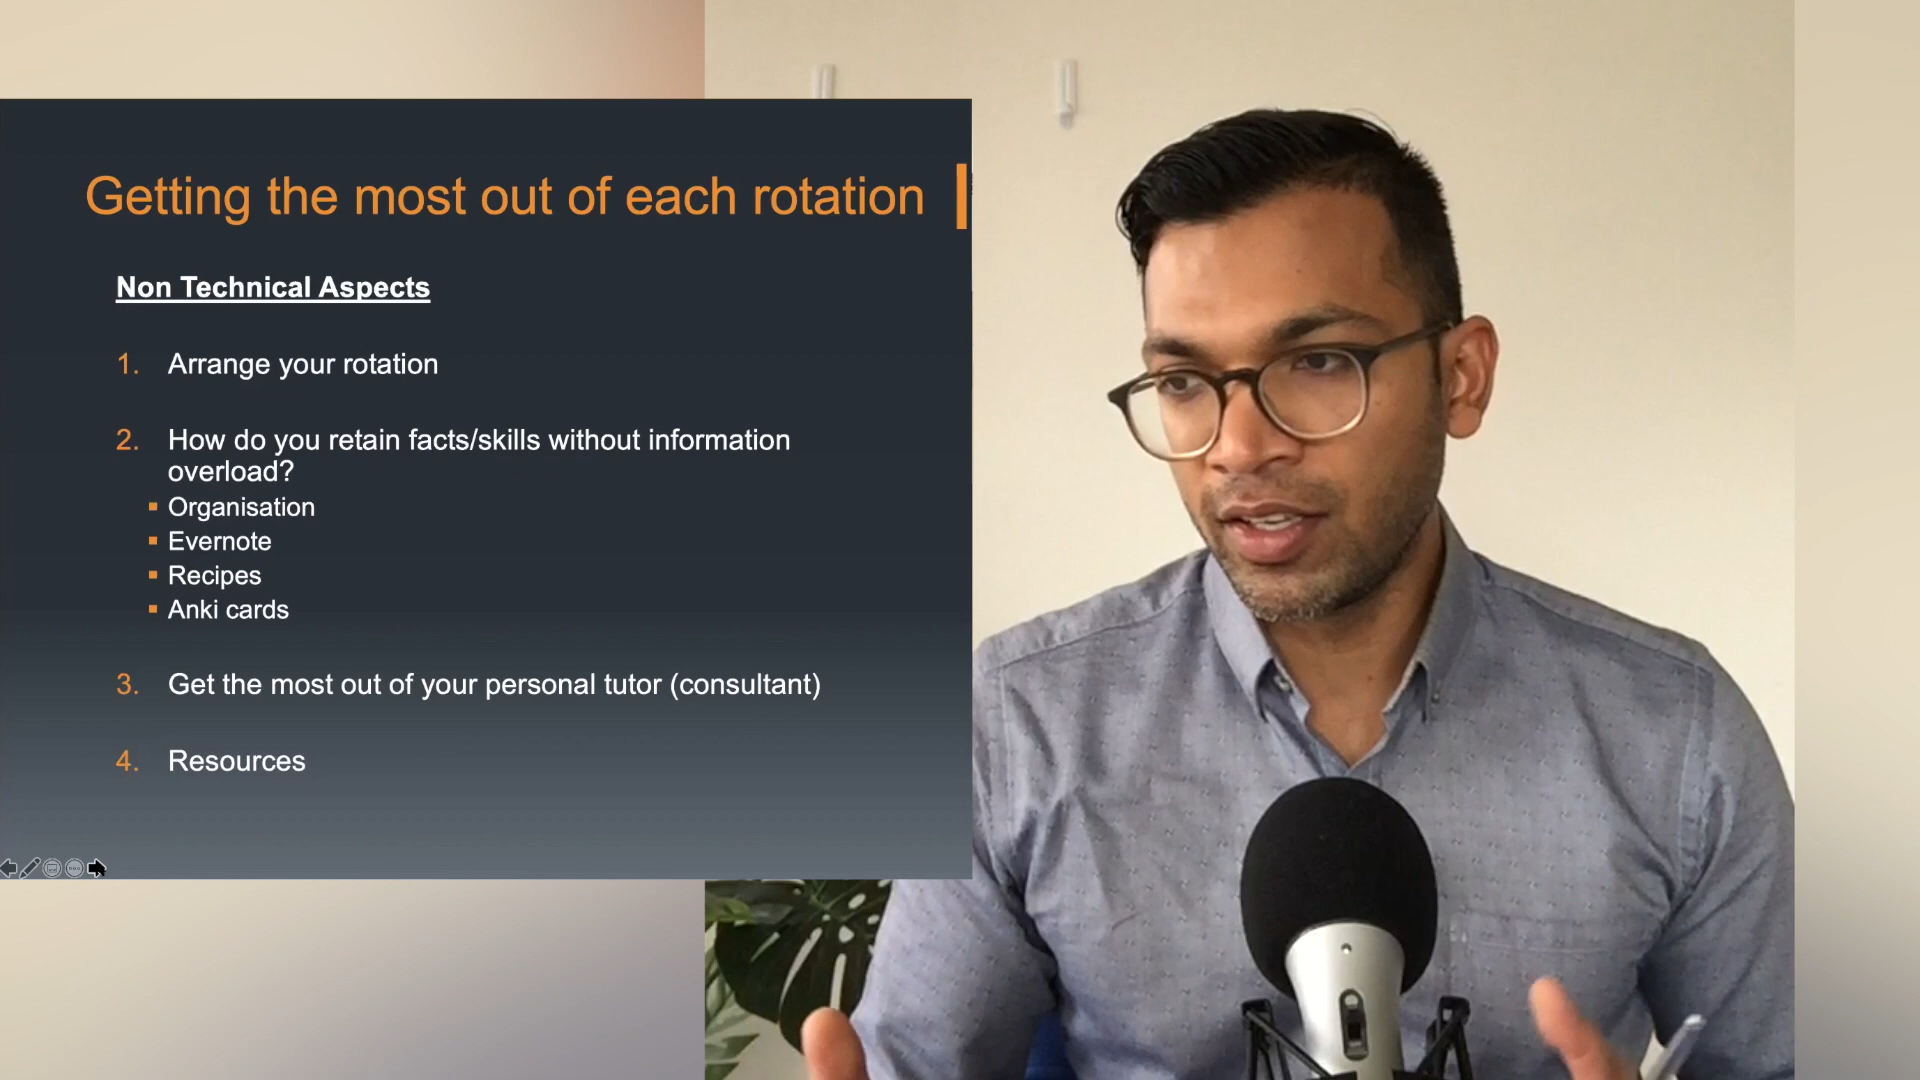 Getting the most out of each rotation
Non Technical Aspects
1. Arrange your rotation
2. How do you retain facts/skills without information
overload?
▪ Organisation
▪ Evernote
▪ Recipes
▪ Anki cards
3. Get the most out of your personal tutor (consultant)
4. Resources